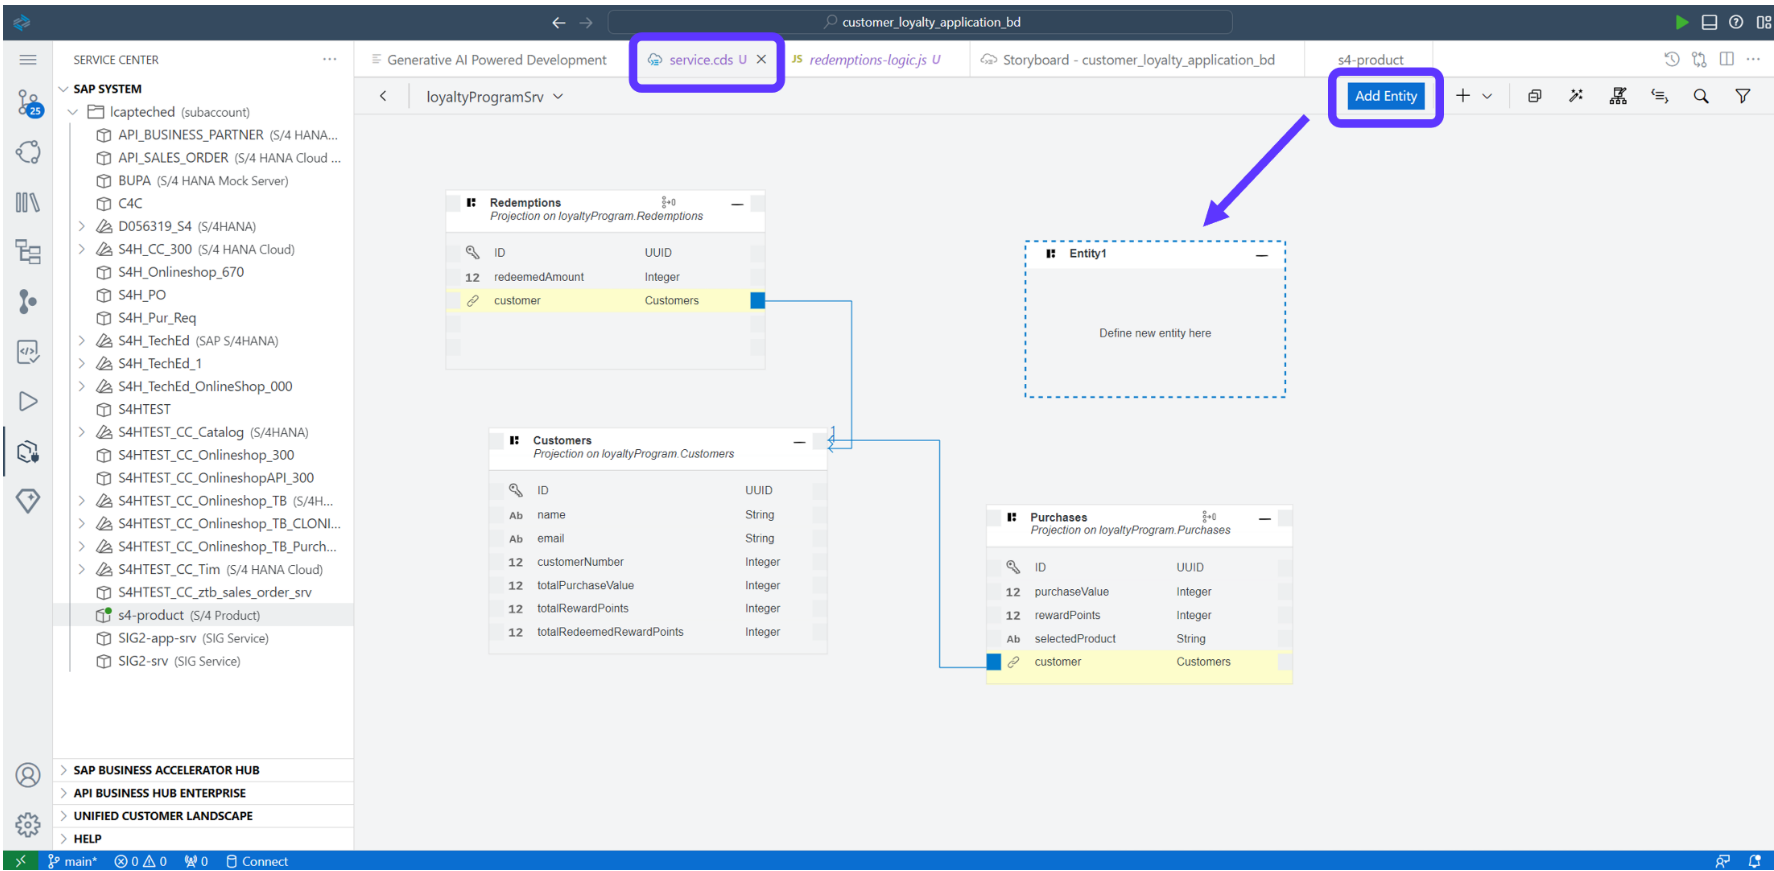 customer_loyalty_application_bd
SERVICE CENTER
Generative AI Powered Development
service.cds U
JS redemptions-logic.js U
Storyboard - customer_loyalty_application_bd
s4-product
loyaltyProgramSrv
Add Entity
25
SAP SYSTEM
lcapteched (subaccount)
API_BUSINESS_PARTNER (S/4 HANA...
API_SALES_ORDER (S/4 HANA Cloud ...
BUPA (S/4 HANA Mock Server)
C4C
D056319_S4 (S/4HANA)
S4H_CC_300 (S/4 HANA Cloud)
S4H_Onlineshop_670
S4H_PO
S4H_Pur_Req
S4H_TechEd (SAP S/4HANA)
S4H_TechEd_1
S4H_TechEd_OnlineShop_000
S4HTEST
S4HTEST_CC_Catalog (S/4HANA)
S4HTEST_CC_Onlineshop_300
S4HTEST_CC_OnlineshopAPI_300
S4HTEST_CC_Onlineshop_TB (S/4H...
S4HTEST_CC_Onlineshop_TB_CLONI...
S4HTEST_CC_Onlineshop_TB_Purch...
S4HTEST_CC_Tim (S/4 HANA Cloud)
S4HTEST_CC_ztb_sales_order_srv
s4-product (S/4 Product)
SIG2-app-srv (SIG Service)
SIG2-srv (SIG Service)
SAP BUSINESS ACCELERATOR HUB
API BUSINESS HUB ENTERPRISE
UNIFIED CUSTOMER LANDSCAPE
HELP
Redemptions
Projection on loyaltyProgram.Redemptions
ID UUID
12 redeemedAmount Integer
customer Customers
Entity1
Define new entity here
1
Customers
Projection on loyaltyProgram.Customers
ID UUID
Ab name String
Ab email String
12 customerNumber Integer
12 totalPurchaseValue Integer
12 totalRewardPoints Integer
12 totalRedeemedRewardPoints Integer
Purchases
Projection on loyaltyProgram.Purchases
ID UUID
12 purchaseValue Integer
12 rewardPoints Integer
Ab selectedProduct String
customer Customers
main* 0 0 0 Connect